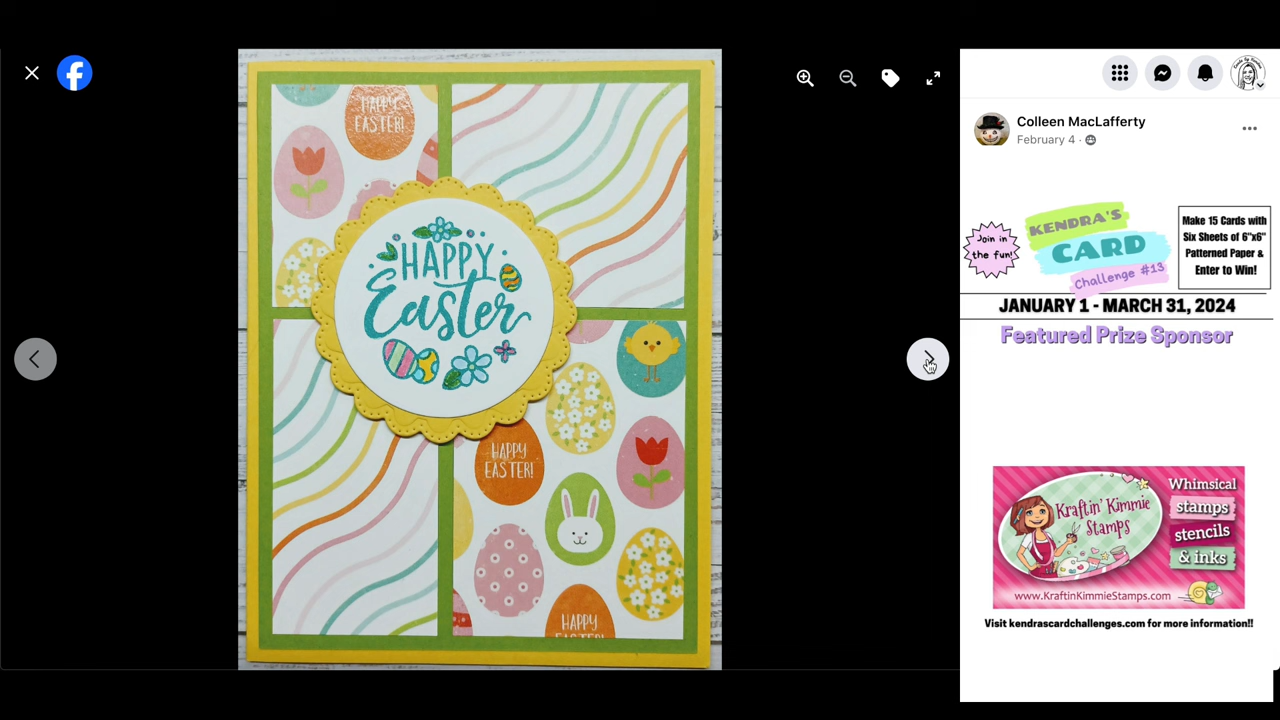 HAPPY
EASTER!
HAPPY
Easter
HAPPY
EASTER!
HAPPY
Colleen MacLafferty
February 4
Join in
the fun!
KENDRA'S
CARD
Challenge #13
Make 15 Cards with
Six Sheets of 6"x6"
Patterned Paper &
Enter to Win!
JANUARY 1 - MARCH 31, 2024
Featured Prize Sponsor
Kraftin' Kimmie
Stamps
Whimsical
stamps
stencils
& inks
www.KraftinKimmieStamps.com
Visit kendrascardchallenges.com for more information!!